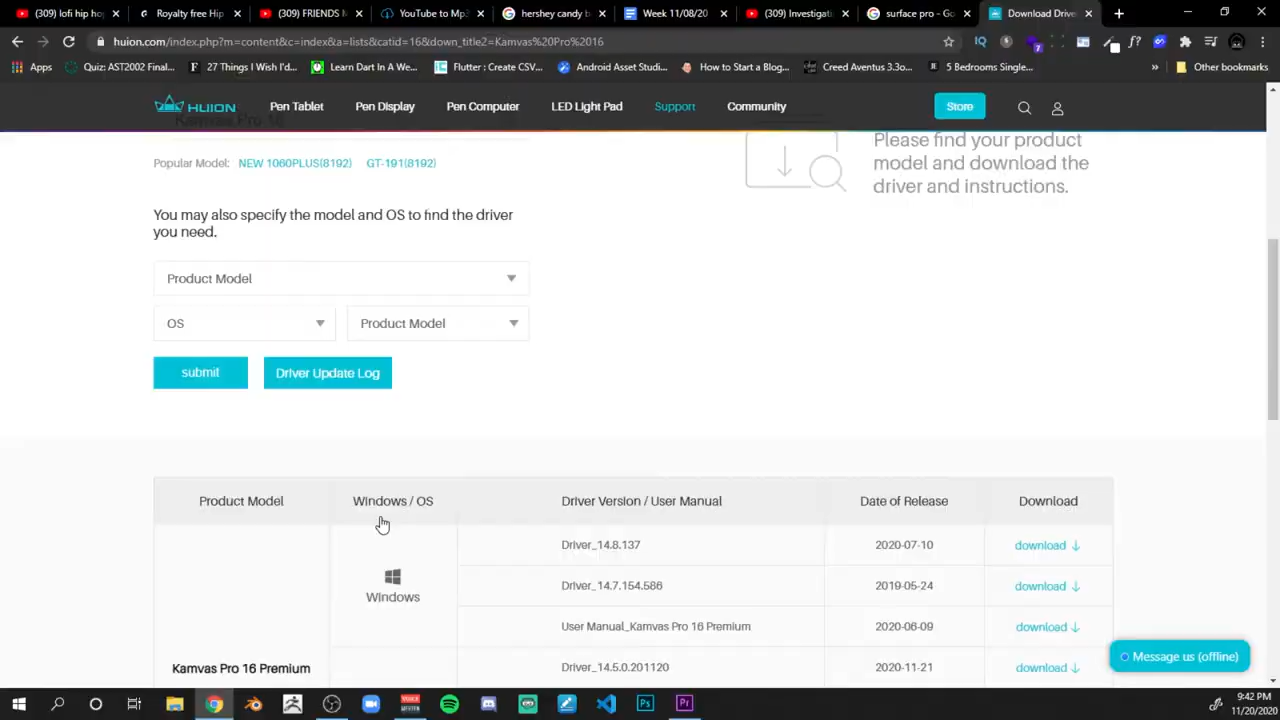 (309) lofi hip hop
Royalty free Hip
(309) FRIENDS M
YouTube to Mp3
hershey candy b
Week 11/08/20
(309) Investigati
surface pro - Go
Download Drive
huion.com/index.php?m=content&c=index&a=lists&catid=16&down_title2=Kamvas%20Pro%2016
Apps
Quiz: AST2002 Final...
27 Things I Wish I'd...
Learn Dart In A We...
Flutter : Create CSV...
Android Asset Studi...
How to Start a Blog...
Creed Aventus 3.3o...
5 Bedrooms Single...
»
Other bookmarks
HUION
Pen Tablet
Pen Display
Pen Computer
LED Light Pad
Support
Community
Store
Kamvas Pro 16
Popular Model: NEW 1060PLUS(8192) GT-191(8192)
Please find your product
model and download the
driver and instructions.
You may also specify the model and OS to find the driver
you need.
Product Model
OS
Product Model
submit
Driver Update Log
Product Model
Windows / OS
Driver Version / User Manual
Date of Release
Download
Driver_14.8.137
2020-07-10
download
Windows
Driver_14.7.154.586
2019-05-24
download
User Manual_Kamvas Pro 16 Premium
2020-06-09
download
Kamvas Pro 16 Premium
Driver_14.5.0.201120
2020-11-21
download
Message us (offline)
Ps
Pr
9:42 PM
11/20/2020